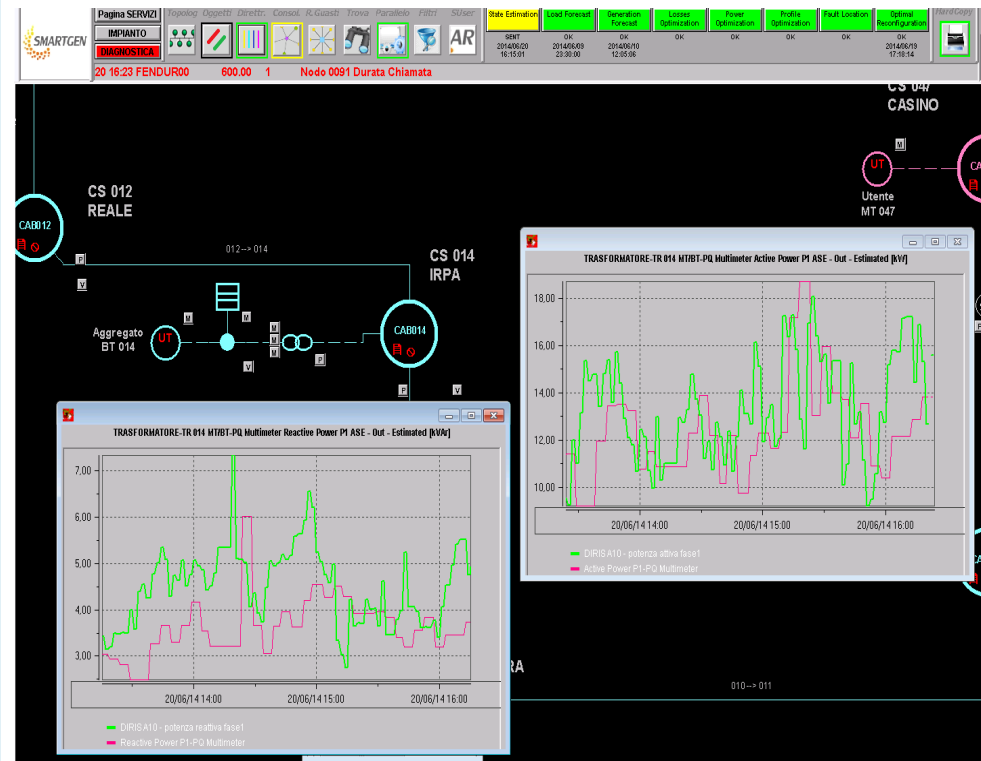 SMARTGEN
Pagina SERVIZI
IMPIANTO
DIAGNOSTICA
Topolog Oggetti Direttr. Consol. R.Guasti Trova Parallelo Filtri SUser
AR
State Estimation
SENT
2014/06/20
16:15:01
Load Forecast
OK
2014/06/09
23:30:00
Generation
Forecast
OK
2014/06/10
12:05:06
Losses
Optimization
OK
Power
Optimization
OK
Profile
Optimization
OK
Fault Location
OK
Optimal
Reconfiguration
OK
2014/06/19
17:18:14
HardCopy
20 16:23 FENDUR00 600.00 1 Nodo 0091 Durata Chiamata
CS 047
CASINO
M
UT
CA
Utente
MT 047
CS 012
REALE
CAB012
012--> 014
P
V
CS 014
IRPA
CAB014
Aggregato
BT 014
UT
M
M
M
M
M
V
P
P
V
TRASFORMATORE-TR 014 MT/BT-PQ Multimeter Active Power P1 ASE - Out - Estimated [kW]
18,00
16,00
14,00
12,00
10,00
20/06/14 14:00
20/06/14 15:00
20/06/14 16:00
DIRIS A10 - potenza attiva fase1
Active Power P1-PQ Multimeter
TRASFORMATORE-TR 014 MT/BT-PQ Multimeter Reactive Power P1 ASE - Out - Estimated [kVAr]
7,00
6,00
5,00
4,00
3,00
20/06/14 14:00
20/06/14 15:00
20/06/14 16:00
DIRIS A10 - potenza reattiva fase1
Reactive Power P1-PQ Multimeter
RA
010--> 011